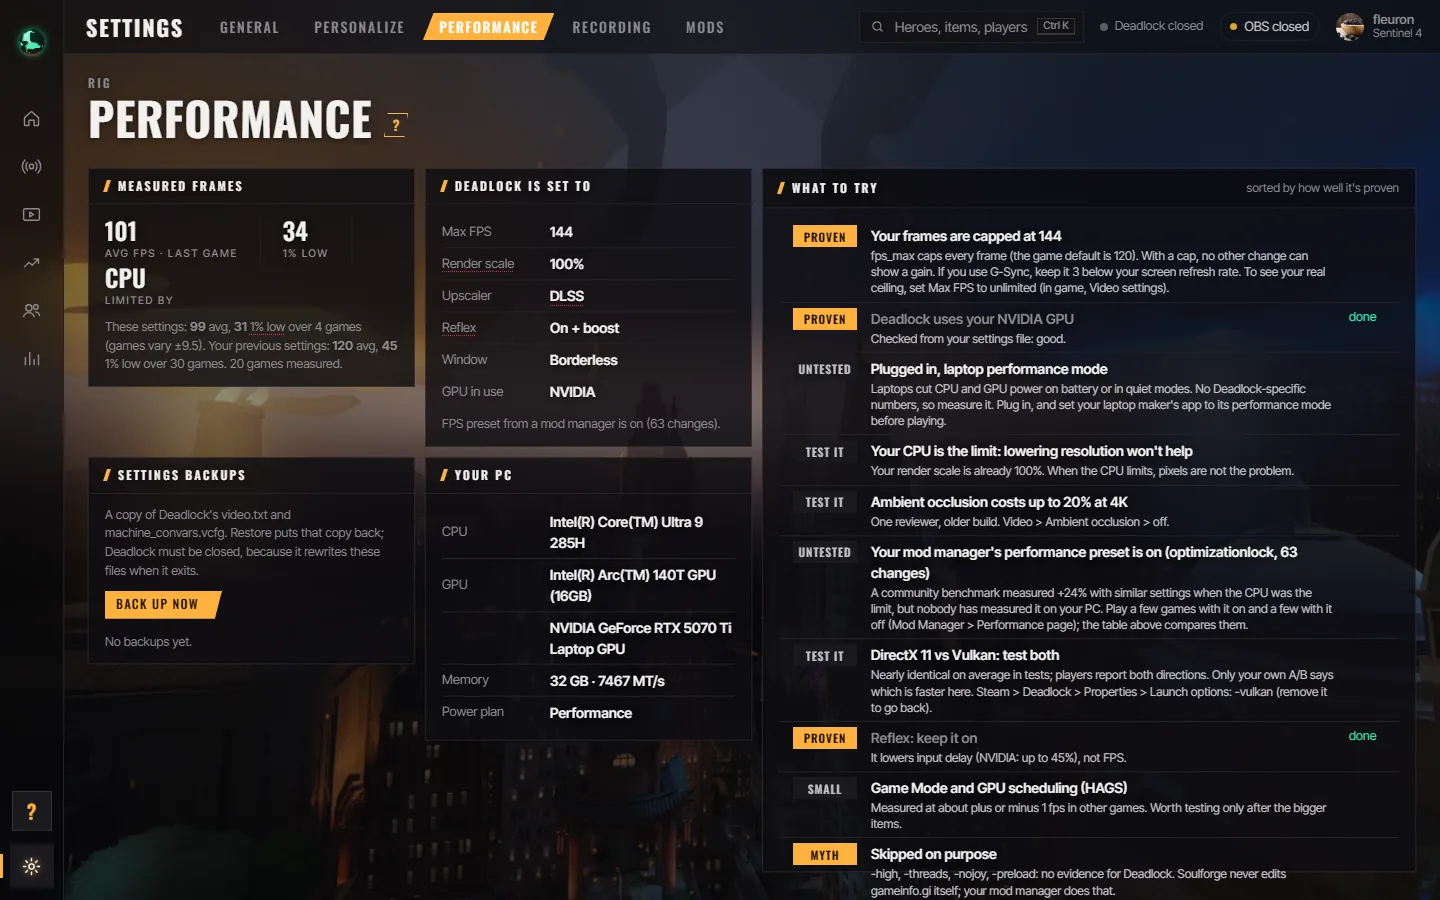 SETTINGS
GENERAL
PERSONALIZE
PERFORMANCE
RECORDING
MODS
Heroes, items, players
Ctrl K
Deadlock closed
OBS closed
fleuron
Sentinel 4
RIG
PERFORMANCE
?
MEASURED FRAMES
101
AVG FPS · LAST GAME
34
1% LOW
CPU
LIMITED BY
These settings: 99 avg, 31 1% low over 4 games
(games vary ±9.5). Your previous settings: 120 avg, 45
1% low over 30 games. 20 games measured.
SETTINGS BACKUPS
A copy of Deadlock's video.txt and
machine_convars.vcfg. Restore puts that copy back;
Deadlock must be closed, because it rewrites these
files when it exits.
BACK UP NOW
No backups yet.
DEADLOCK IS SET TO
Max FPS 144
Render scale 100%
Upscaler DLSS
Reflex On + boost
Window Borderless
GPU in use NVIDIA
FPS preset from a mod manager is on (63 changes).
YOUR PC
CPU Intel(R) Core(TM) Ultra 9
285H
GPU Intel(R) Arc(TM) 140T GPU
(16GB)
NVIDIA GeForce RTX 5070 Ti
Laptop GPU
Memory 32 GB · 7467 MT/s
Power plan Performance
WHAT TO TRY
sorted by how well it's proven
PROVEN
Your frames are capped at 144
fps_max caps every frame (the game default is 120). With a cap, no other change can
show a gain. If you use G-Sync, keep it 3 below your screen refresh rate. To see your real
ceiling, set Max FPS to unlimited (in game, Video settings).
PROVEN
Deadlock uses your NVIDIA GPU
done
Checked from your settings file: good.
UNTESTED
Plugged in, laptop performance mode
Laptops cut CPU and GPU power on battery or in quiet modes. No Deadlock-specific
numbers, so measure it. Plug in, and set your laptop maker's app to its performance mode
before playing.
TEST IT
Your CPU is the limit: lowering resolution won't help
Your render scale is already 100%. When the CPU limits, pixels are not the problem.
TEST IT
Ambient occlusion costs up to 20% at 4K
One reviewer, older build. Video > Ambient occlusion > off.
UNTESTED
Your mod manager's performance preset is on (optimizationlock, 63
changes)
A community benchmark measured +24% with similar settings when the CPU was the
limit, but nobody has measured it on your PC. Play a few games with it on and a few with it
off (Mod Manager > Performance page); the table above compares them.
TEST IT
DirectX 11 vs Vulkan: test both
Nearly identical on average in tests; players report both directions. Only your own A/B says
which is faster here. Steam > Deadlock > Properties > Launch options: -vulkan (remove it
to go back).
PROVEN
Reflex: keep it on
done
It lowers input delay (NVIDIA: up to 45%), not FPS.
SMALL
Game Mode and GPU scheduling (HAGS)
Measured at about plus or minus 1 fps in other games. Worth testing only after the bigger
items.
MYTH
Skipped on purpose
-high, -threads, -nojoy, -preload: no evidence for Deadlock. Soulforge never edits
gameinfo.gi itself; your mod manager does that.
?